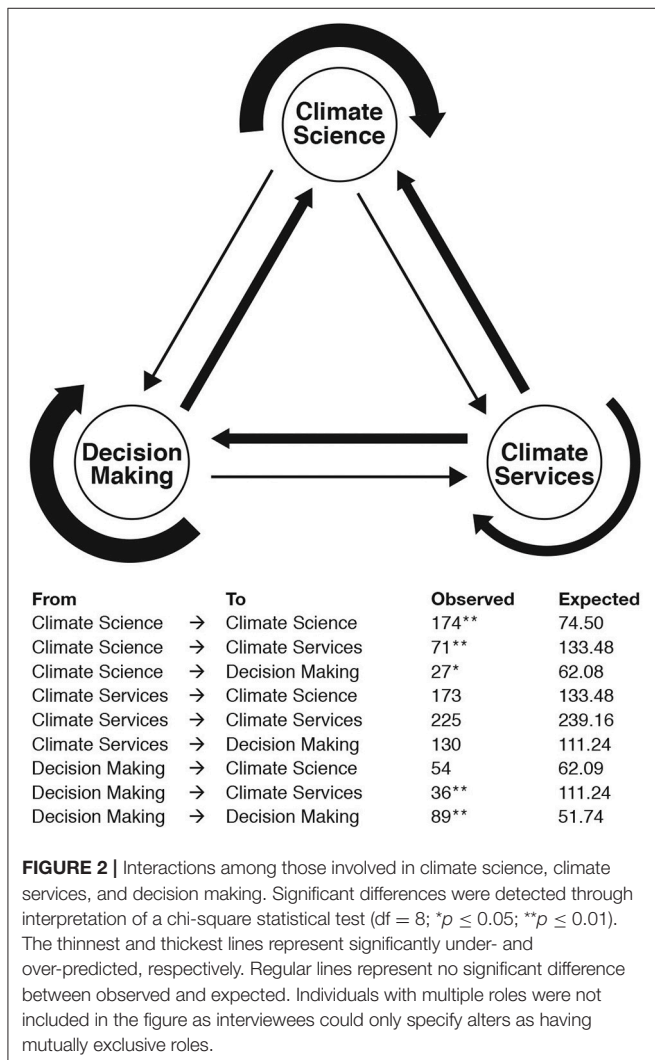 Climate
Science
Decision
Making
Climate
Services
From To Observed Expected
Climate Science → Climate Science 174** 74.50
Climate Science → Climate Services 71** 133.48
Climate Science → Decision Making 27* 62.08
Climate Services → Climate Science 173 133.48
Climate Services → Climate Services 225 239.16
Climate Services → Decision Making 130 111.24
Decision Making → Climate Science 54 62.09
Decision Making → Climate Services 36** 111.24
Decision Making → Decision Making 89** 51.74
FIGURE 2 | Interactions among those involved in climate science, climate
services, and decision making. Significant differences were detected through
interpretation of a chi-square statistical test (df = 8; *p ≤ 0.05; **p ≤ 0.01).
The thinnest and thickest lines represent significantly under- and
over-predicted, respectively. Regular lines represent no significant difference
between observed and expected. Individuals with multiple roles were not
included in the figure as interviewees could only specify alters as having
mutually exclusive roles.